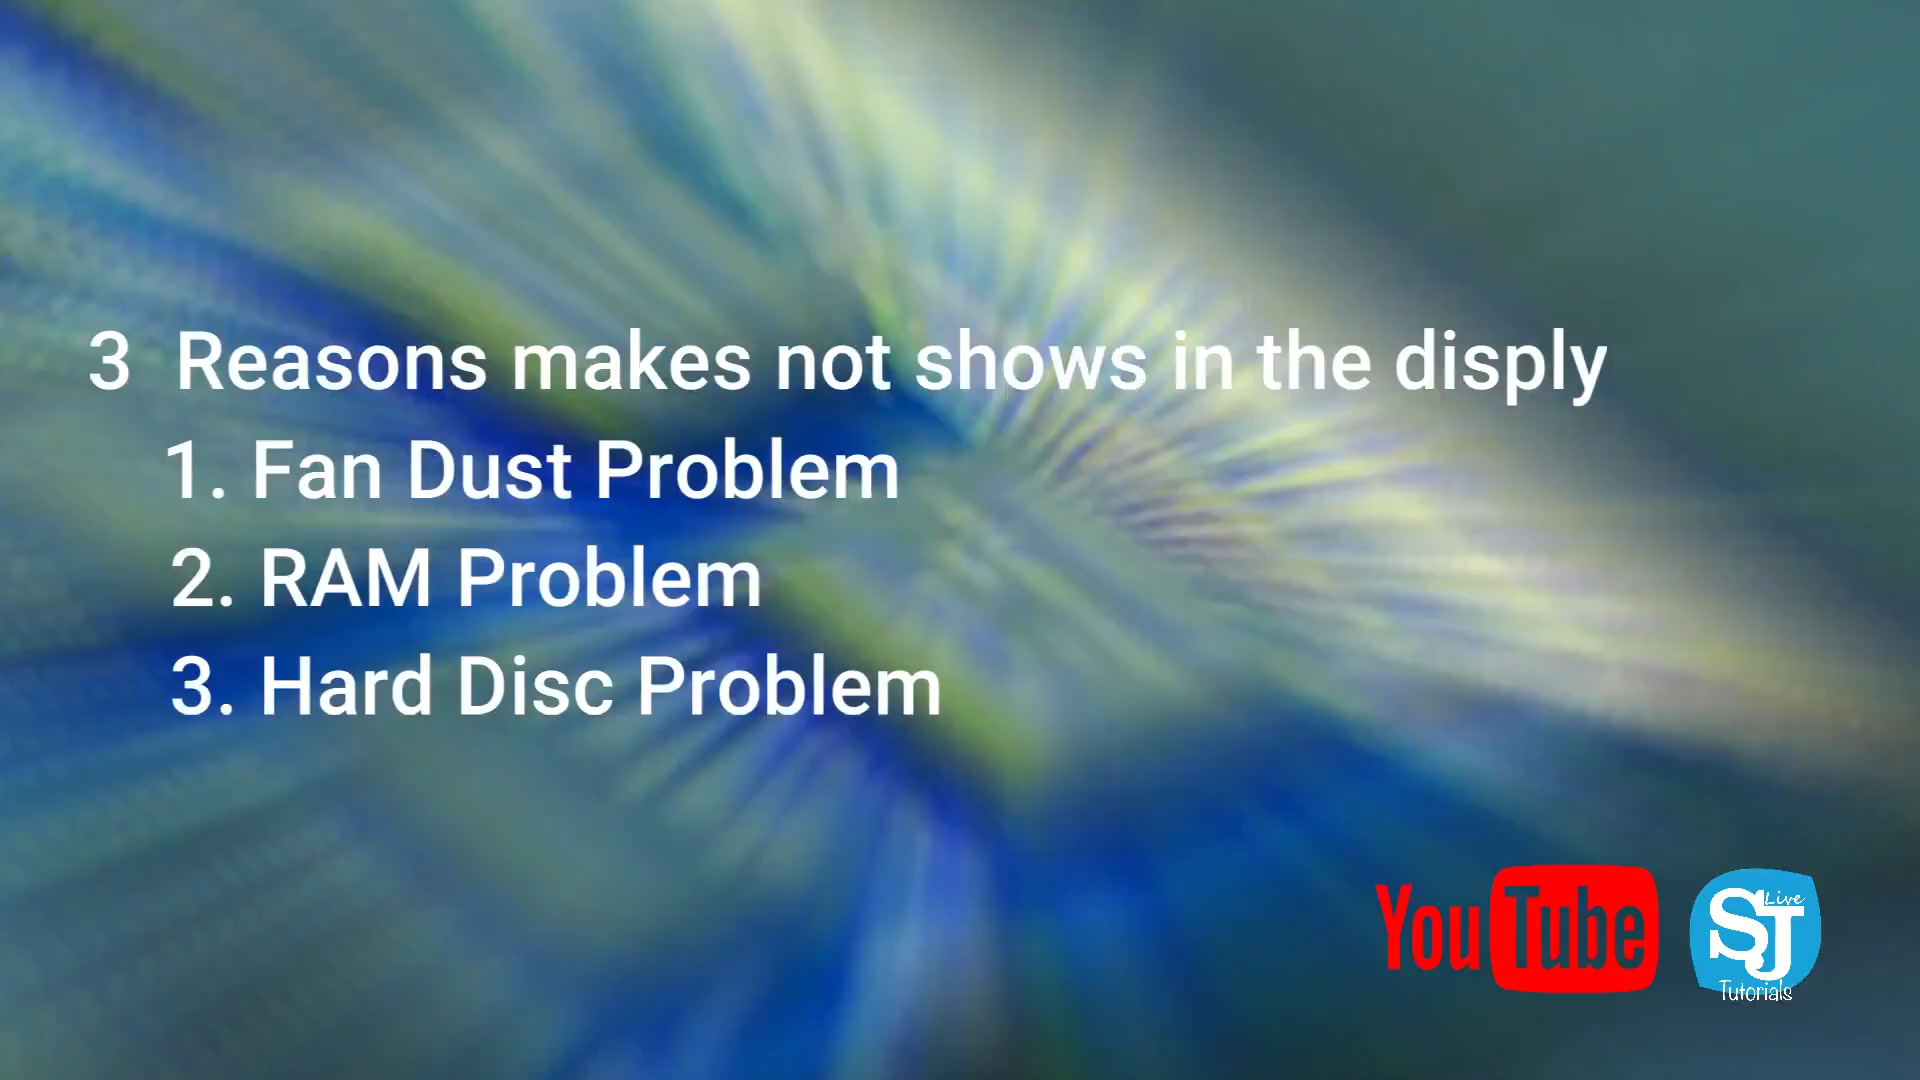 3 Reasons makes not shows in the disply
1. Fan Dust Problem
2. RAM Problem
3. Hard Disc Problem
YouTube
SJ Live
Tutorials